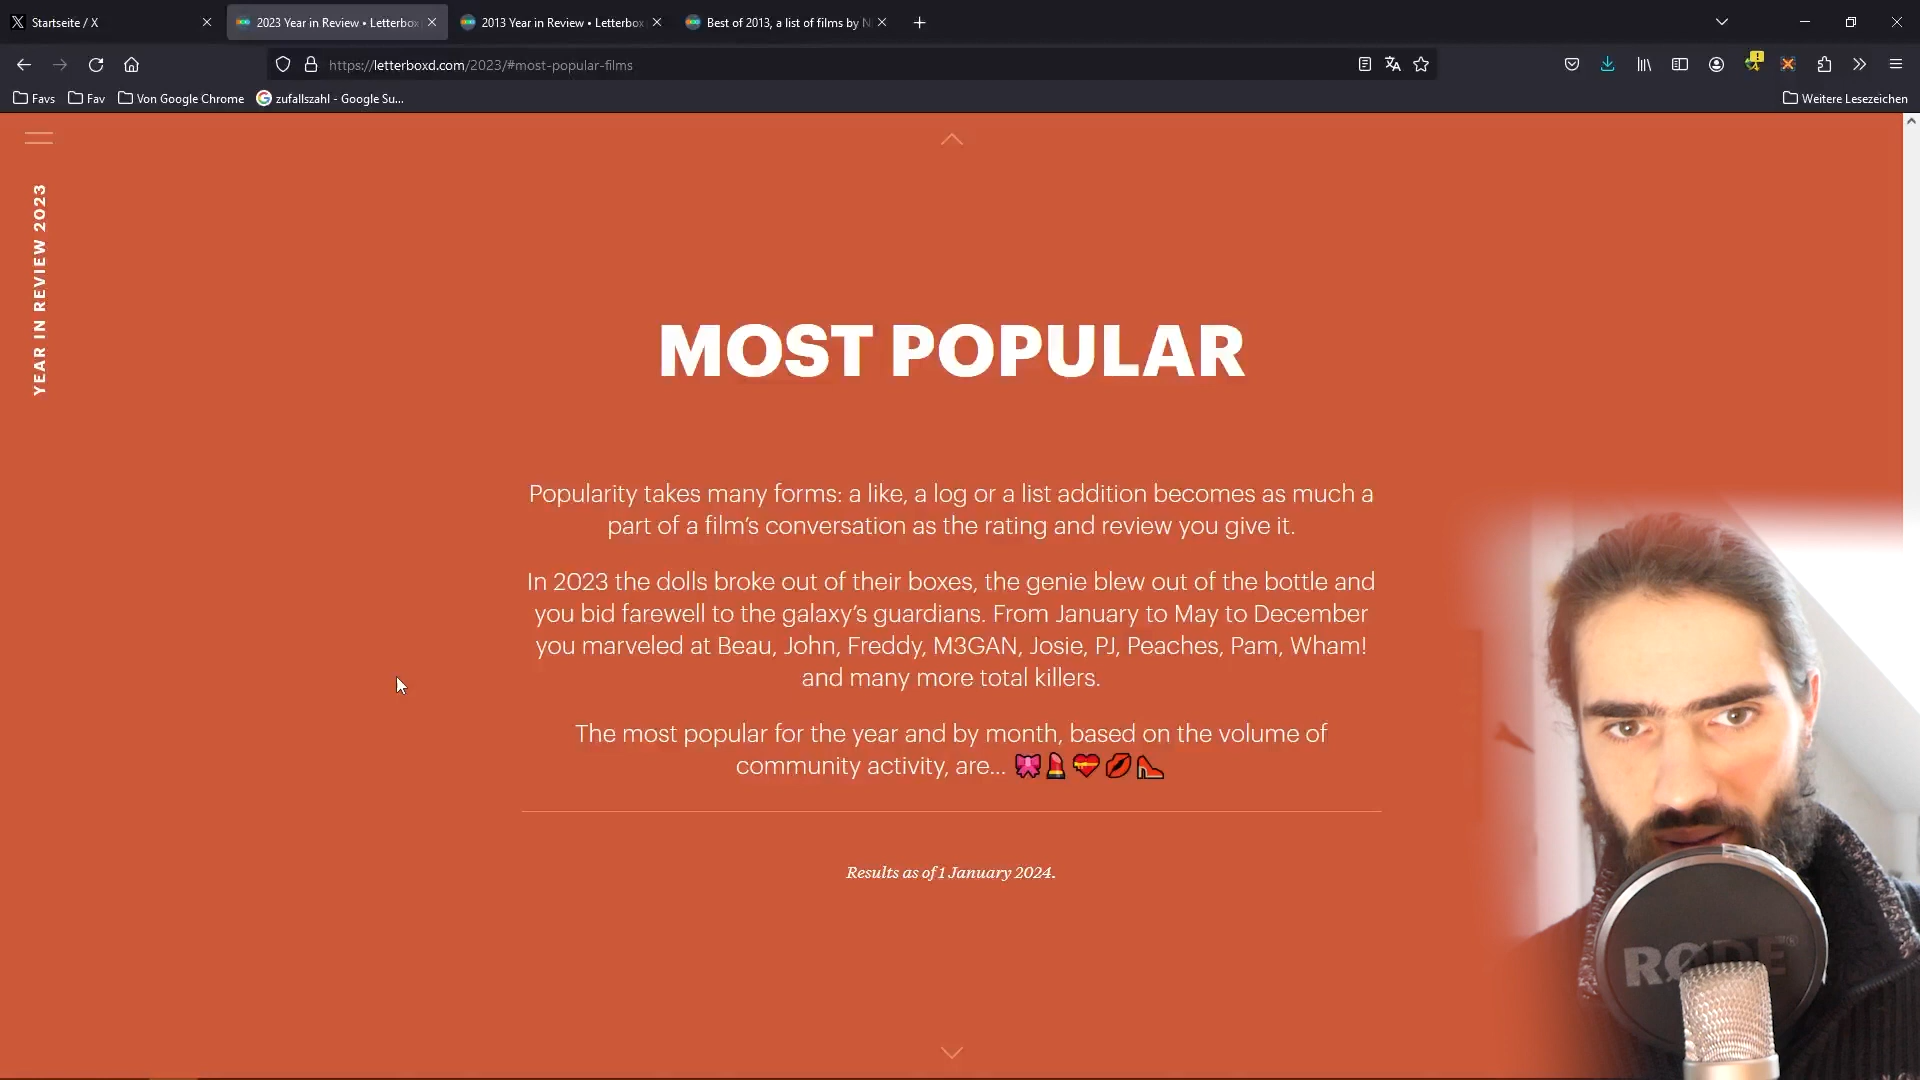 Startseite / X
2023 Year in Review • Letterbox
2013 Year in Review • Letterbox
Best of 2013, a list of films by N
https://letterboxd.com/2023/#most-popular-films
Favs
Fav
Von Google Chrome
zufallszahl - Google Su...
Weitere Lesezeichen
YEAR IN REVIEW 2023
MOST POPULAR
Popularity takes many forms: a like, a log or a list addition becomes as much a
part of a film’s conversation as the rating and review you give it.
In 2023 the dolls broke out of their boxes, the genie blew out of the bottle and
you bid farewell to the galaxy’s guardians. From January to May to December
you marveled at Beau, John, Freddy, M3GAN, Josie, PJ, Peaches, Pam, Wham!
and many more total killers.
The most popular for the year and by month, based on the volume of
community activity, are... 🎀💄💝💋👠
Results as of 1 January 2024.
RØDE®